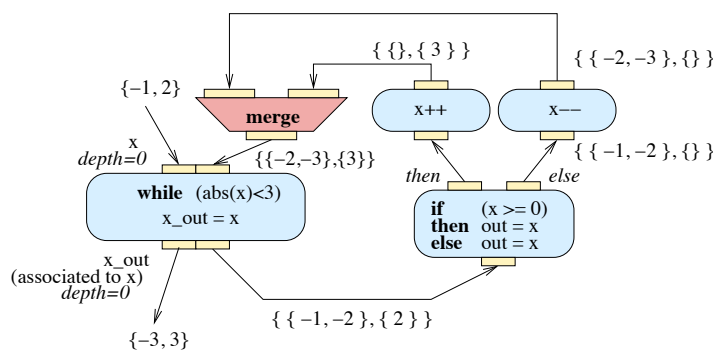 { {}, { 3 } }
{ { −2, −3 }, {} }
{−1, 2}
merge
x++
x−−
x
depth=0
{{−2,−3},{3}}
{ { −1, −2 }, {} }
then
else
while (abs(x)<3)
x_out = x
if (x >= 0)
then out = x
else out = x
x_out
(associated to x)
depth=0
{ { −1, −2 }, { 2 } }
{−3, 3}